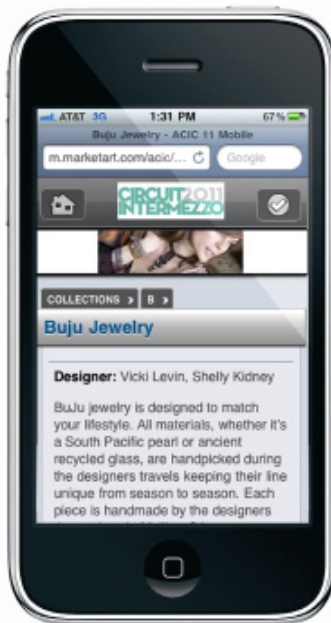 AT&T 3G 1:31 PM 67%
Buju Jewelry - ACIC 11 Mobile
m.marketart.com/acic/... Google
CIRCUIT 2011
INTERMEZZO
COLLECTIONS > B >
Buju Jewelry
Designer: Vicki Levin, Shelly Kidney
BuJu jewelry is designed to match
your lifestyle. All materials, whether it's
a South Pacific pearl or ancient
recycled glass, are handpicked during
the designers travels keeping their line
unique from season to season. Each
piece is handmade by the designers